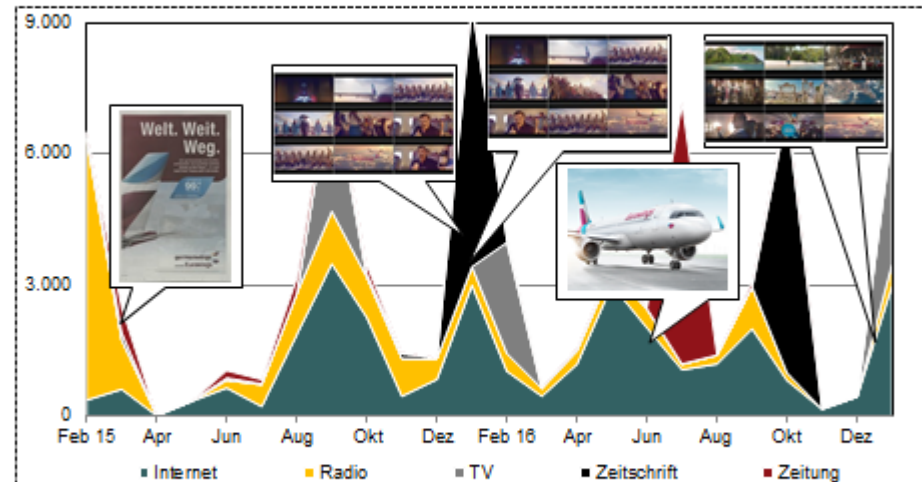 9.000
6.000
3.000
0
Welt. Weit.
Weg.
Feb 15
Apr
Jun
Aug
Okt
Dez
Feb 16
Apr
Jun
Aug
Okt
Dez
Internet
Radio
TV
Zeitschrift
Zeitung